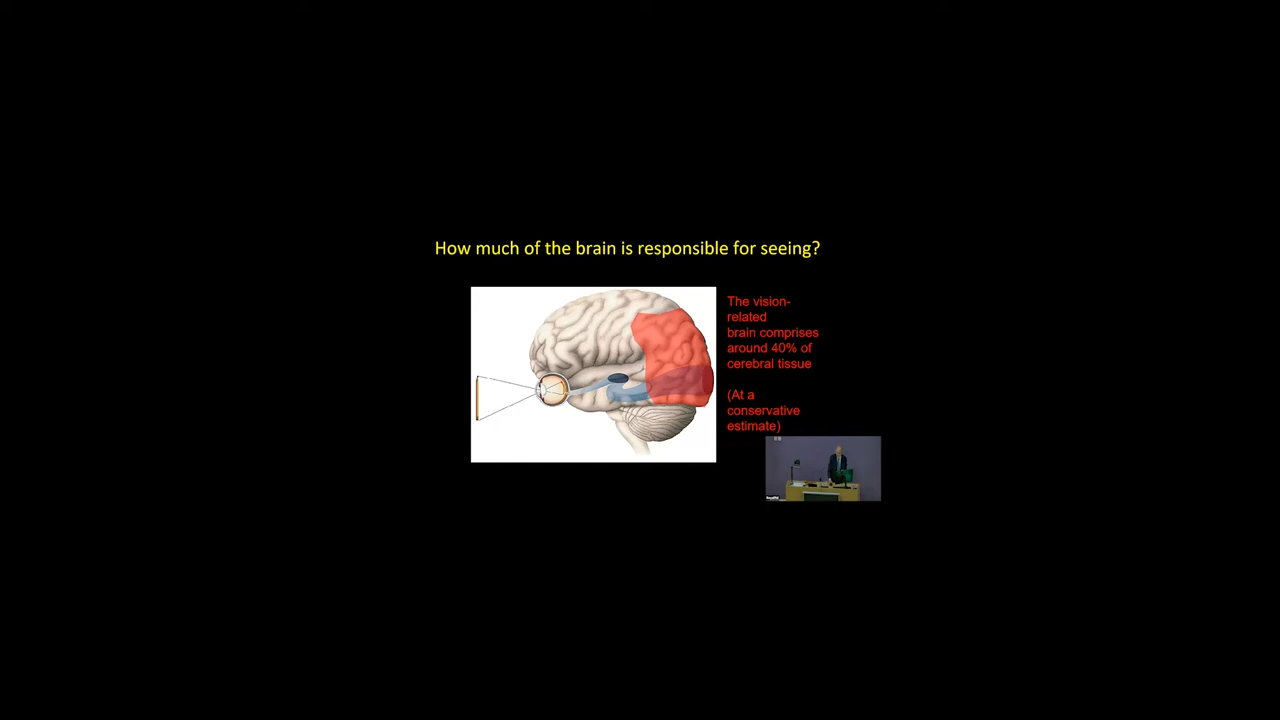 How much of the brain is responsible for seeing?
The vision-
related
brain comprises
around 40% of
cerebral tissue
(At a
conservative
estimate)